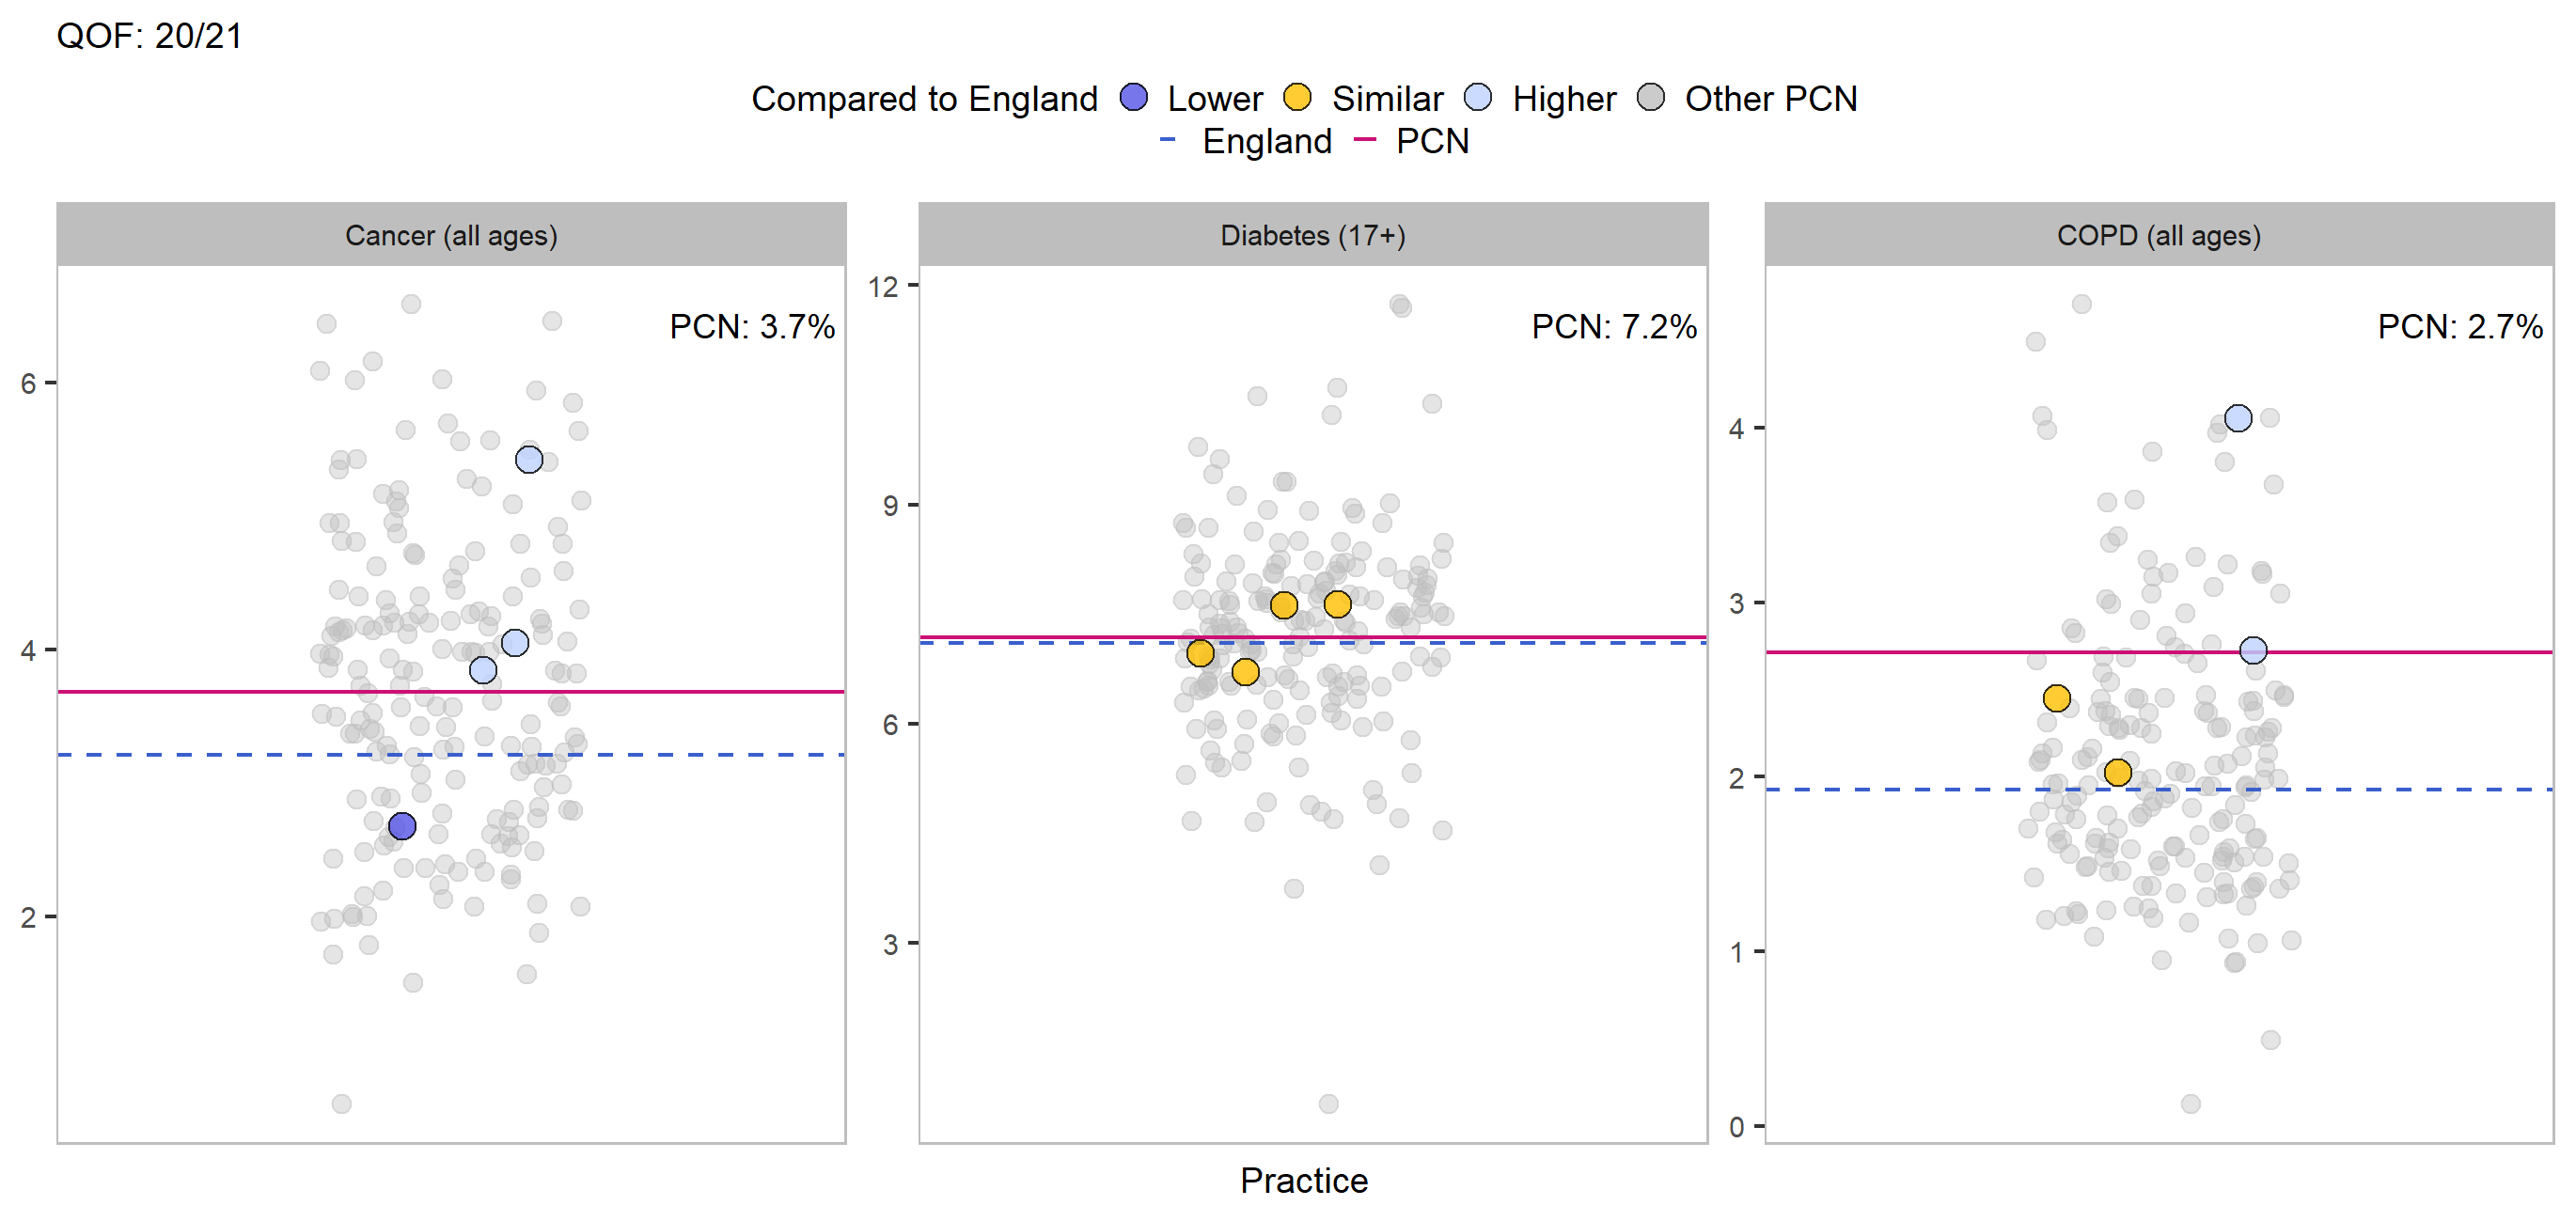 QOF: 20/21
Compared to England Lower Similar Higher Other PCN
England PCN
Cancer (all ages)
PCN: 3.7%
6
4
2
Diabetes (17+)
PCN: 7.2%
12
9
6
3
COPD (all ages)
PCN: 2.7%
4
3
2
1
0
Practice